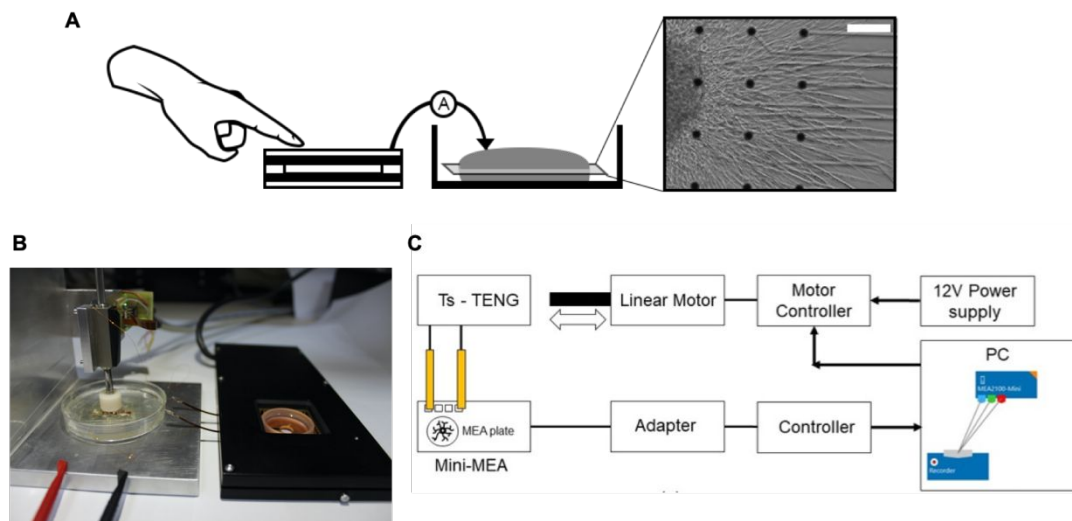 A
A
B
C
Ts - TENG
Linear Motor
Motor
Controller
12V Power
supply
PC
MEA2100-Mini
Recorder
MEA plate
Mini-MEA
Adapter
Controller